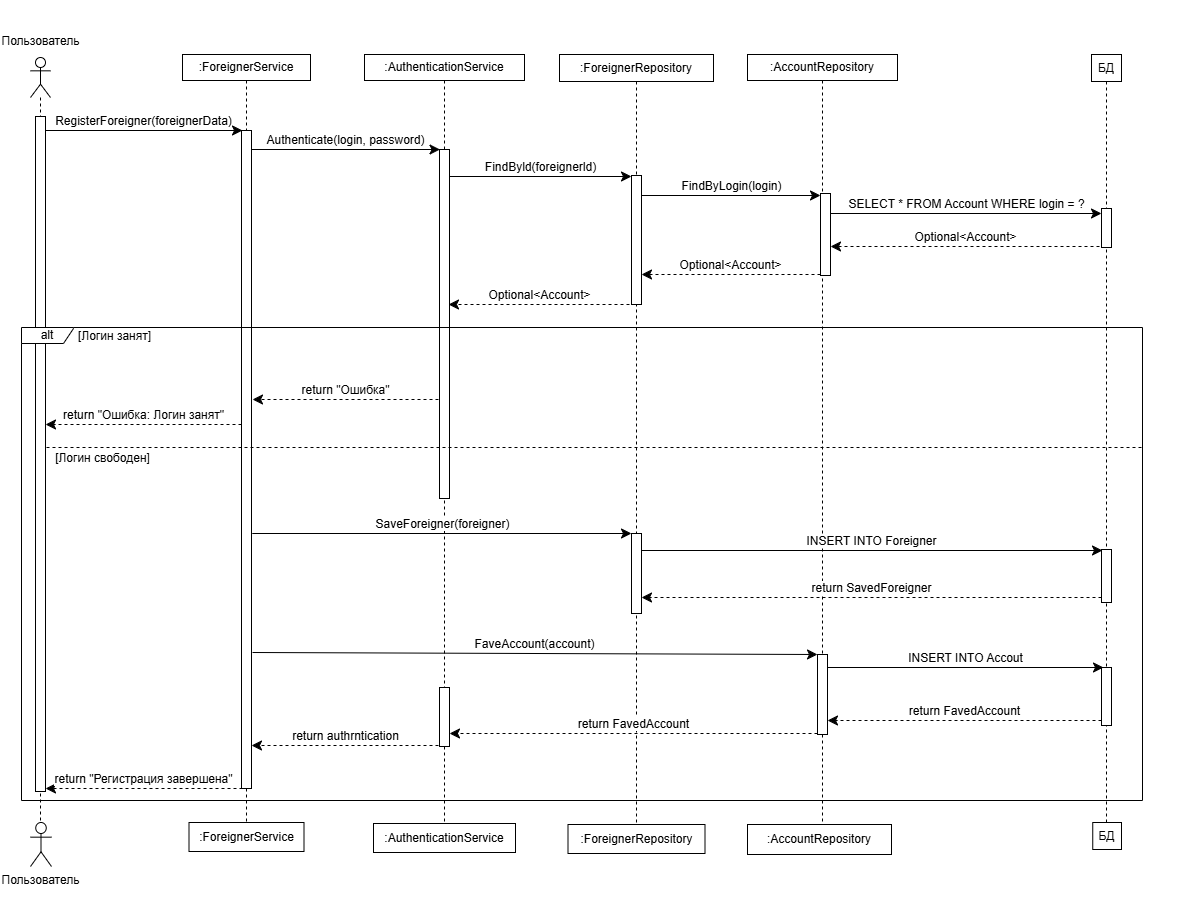 Пользователь
:ForeignerService
:AuthenticationService
:ForeignerRepository
:AccountRepository
БД
RegisterForeigner(foreignerData)
Authenticate(login, password)
FindById(foreignerId)
FindByLogin(login)
SELECT * FROM Account WHERE login = ?
Optional<Account>
Optional<Account>
Optional<Account>
alt
[Логин занят]
return "Ошибка"
return "Ошибка: Логин занят"
[Логин свободен]
SaveForeigner(foreigner)
INSERT INTO Foreigner
return SavedForeigner
FaveAccount(account)
INSERT INTO Accout
return FavedAccount
return FavedAccount
return authrntication
return "Регистрация завершена"
:ForeignerService
:AuthenticationService
:ForeignerRepository
:AccountRepository
БД
Пользователь